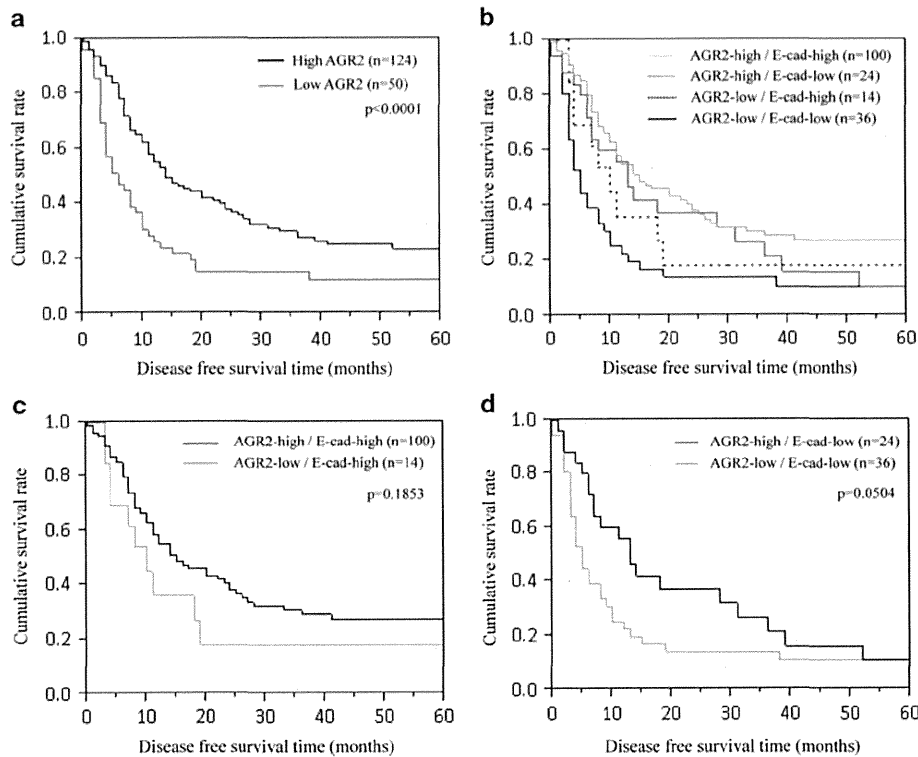 a
1.0
0.8
0.6
0.4
0.2
0.0
Cumulative survival rate
High AGR2 (n=124)
Low AGR2 (n=50)
p<0.0001
0 10 20 30 40 50 60
Disease free survival time (months)
b
1.0
0.8
0.6
0.4
0.2
0.0
Cumulative survival rate
AGR2-high / E-cad-high (n=100)
AGR2-high / E-cad-low (n=24)
AGR2-low / E-cad-high (n=14)
AGR2-low / E-cad-low (n=36)
0 10 20 30 40 50 60
Disease free survival time (months)
c
1.0
0.8
0.6
0.4
0.2
0.0
Cumulative survival rate
AGR2-high / E-cad-high (n=100)
AGR2-low / E-cad-high (n=14)
p=0.1853
0 10 20 30 40 50 60
Disease free survival time (months)
d
1.0
0.8
0.6
0.4
0.2
0.0
Cumulative survival rate
AGR2-high / E-cad-low (n=24)
AGR2-low / E-cad-low (n=36)
p=0.0504
0 10 20 30 40 50 60
Disease free survival time (months)